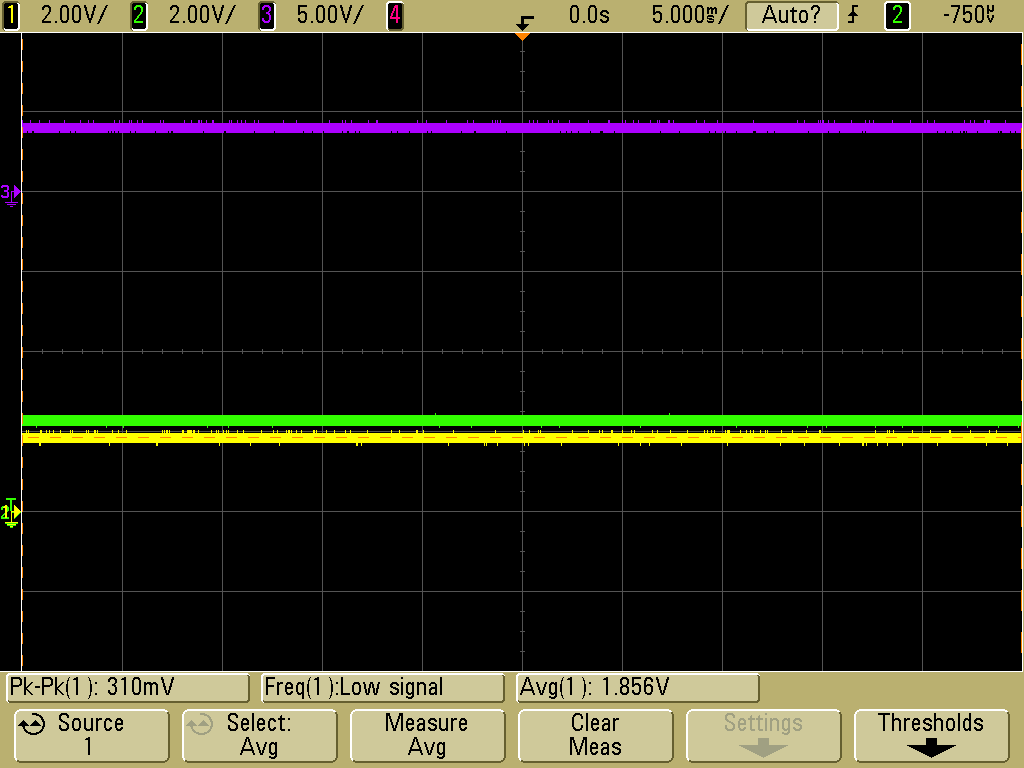 1 2.00V/ 2 2.00V/ 3 5.00V/ 4 0.0s 5.000ms/ Auto? 2 -750mV
3
2
Pk-Pk(1): 310mV Freq(1):Low signal Avg(1): 1.856V
Source Select: Measure Clear Settings Thresholds
1 Avg Avg Meas